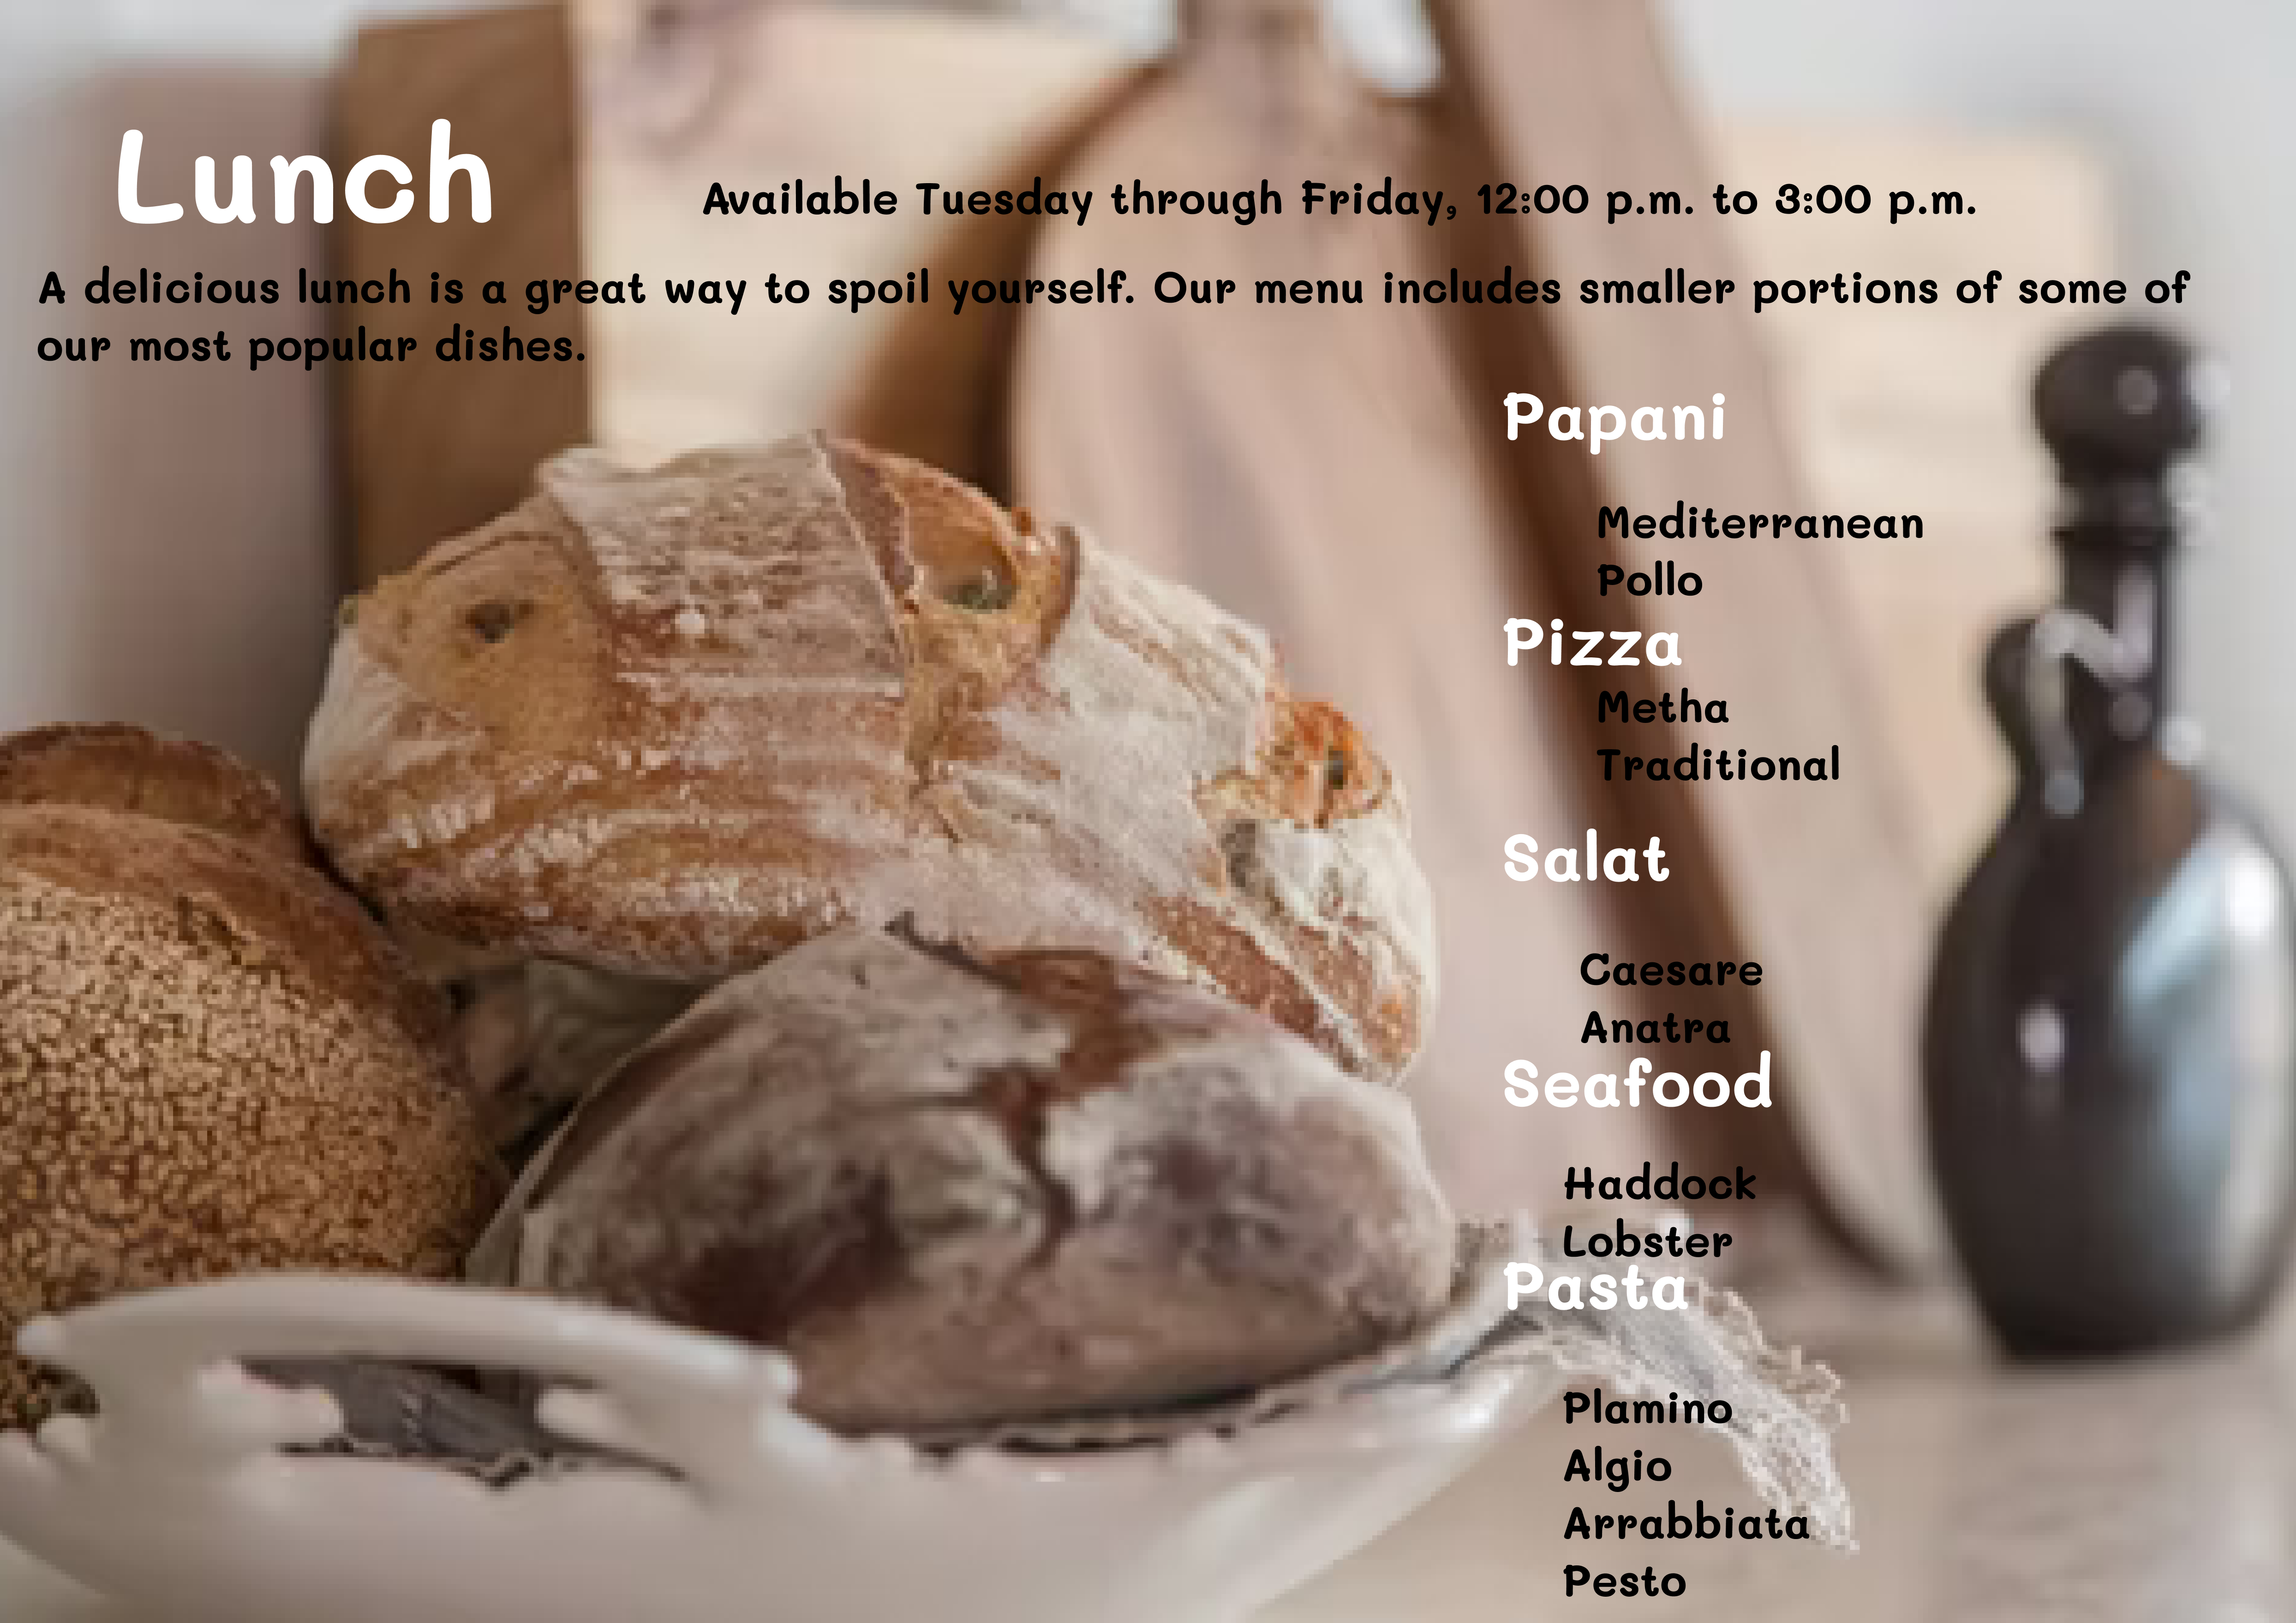 Lunch
Available Tuesday through Friday, 12:00 p.m. to 3:00 p.m.
A delicious lunch is a great way to spoil yourself. Our menu includes smaller portions of some of
our most popular dishes.
Papani
Mediterranean
Pollo
Pizza
Metha
Traditional
Salat
Caesare
Anatra
Seafood
Haddock
Lobster
Pasta
Plamino
Algio
Arrabbiata
Pesto